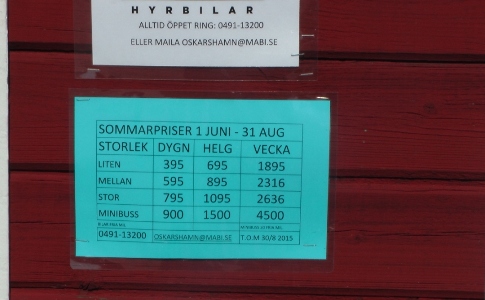 HYRBILAR
ALLTID ÖPPET RING: 0491-13200
ELLER MAILA OSKARSHAMN@MABI.SE
SOMMARPRISER 1 JUNI - 31 AUG
STORLEK DYGN HELG VECKA
LITEN 395 695 1895
MELLAN 595 895 2316
STOR 795 1095 2636
MINIBUSS 900 1500 4500
0491-13200 OSKARSHAMN@MABI.SE T.O.M 30/8 2015